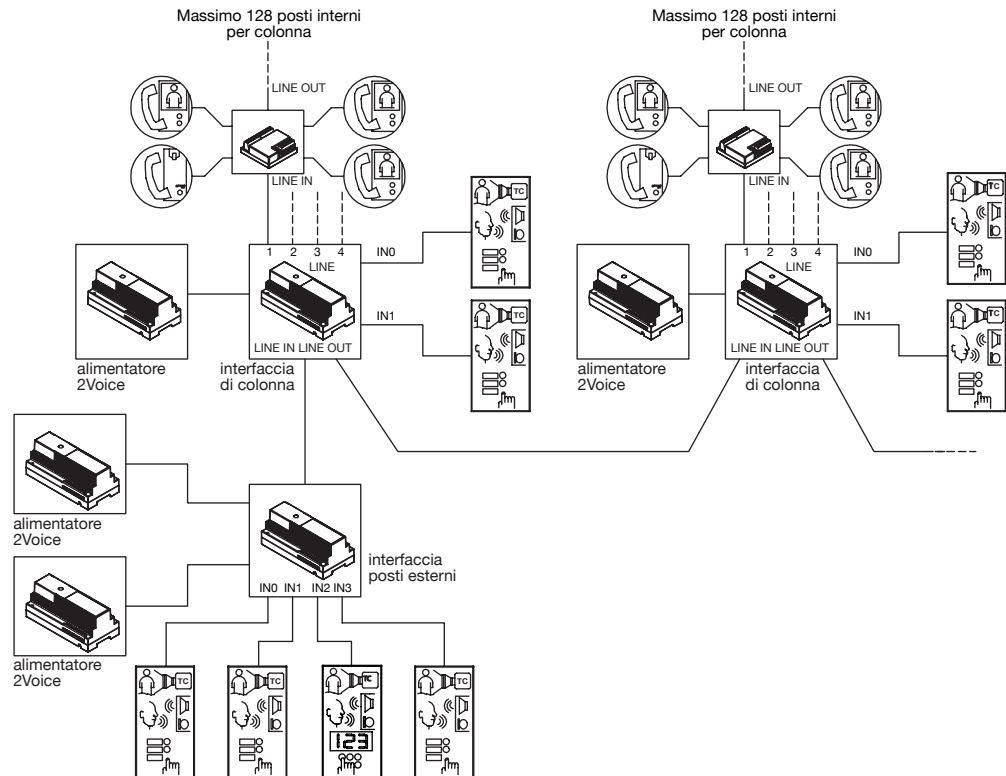 Massimo 128 posti interni
per colonna
LINE OUT
LINE IN
1 2 3 4
LINE
IN0
IN1
TC
TC
LINE IN LINE OUT
alimentatore
2Voice
interfaccia
di colonna
Massimo 128 posti interni
per colonna
LINE OUT
LINE IN
1 2 3 4
LINE
IN0
IN1
TC
TC
LINE IN LINE OUT
alimentatore
2Voice
interfaccia
di colonna
alimentatore
2Voice
alimentatore
2Voice
interfaccia
posti esterni
IN0 IN1 IN2 IN3
TC
TC
TC
TC
123